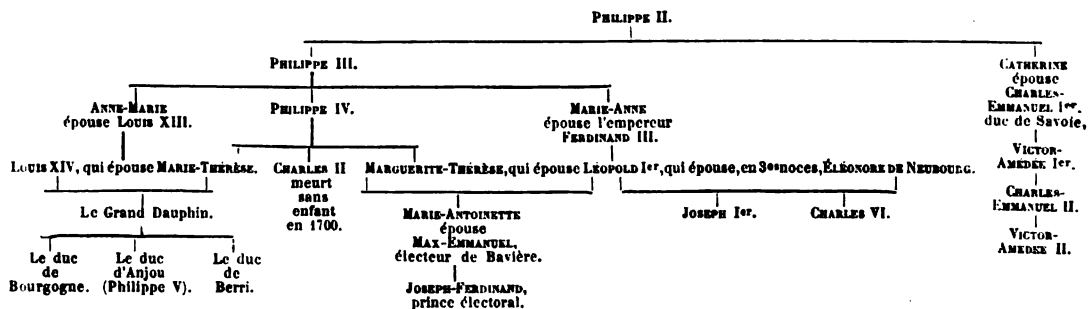 PHILIPPE II.
PHILIPPE III.
CATHERINE
épouse
CHARLES-
EMMANUEL Ier.
duc de Savoie,
ANNE-MARIE
épouse LOUIS XIII.
PHILIPPE IV.
MARIE-ANNE
épouse l'empereur
FERDINAND III.
VICTOR-
AMÉDÉE Ier.
LOUIS XIV, qui épouse MARIE-THÉRÈSE.
CHARLES II
meurt
sans
enfant
en 1700.
MARGUERITE-THÉRÈSE, qui épouse LÉOPOLD Ier, qui épouse, en 3es noces, ÉLÉONORE DE NEUBOURG.
CHARLES-
EMMANUEL II.
Le Grand Dauphin.
MARIE-ANTOINETTE
épouse
MAX-EMMANUEL,
électeur de Bavière.
JOSEPH Ier.
CHARLES VI.
VICTOR-
AMÉDÉE II.
Le duc
de
Bourgogne.
Le duc
d'Anjou
(Philippe V).
Le duc
de
Berri.
JOSEPH-FERDINAND,
prince électoral.